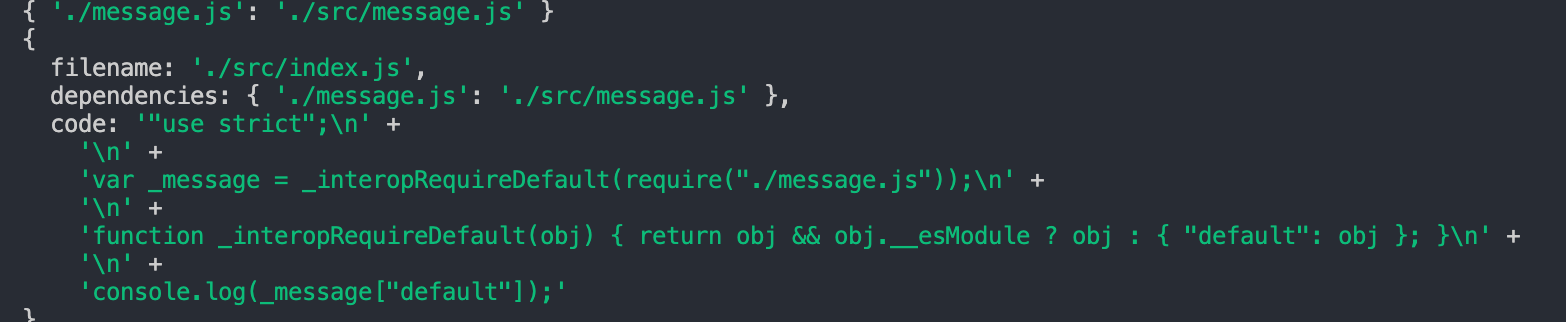 { './message.js': './src/message.js' }
{
  filename: './src/index.js',
  dependencies: { './message.js': './src/message.js' },
  code: '"use strict";\n' +
    '\n' +
    'var _message = _interopRequireDefault(require("./message.js"));\n' +
    '\n' +
    'function _interopRequireDefault(obj) { return obj && obj.__esModule ? obj : { "default": obj }; }\n' +
    '\n' +
    'console.log(_message["default"]);'
}